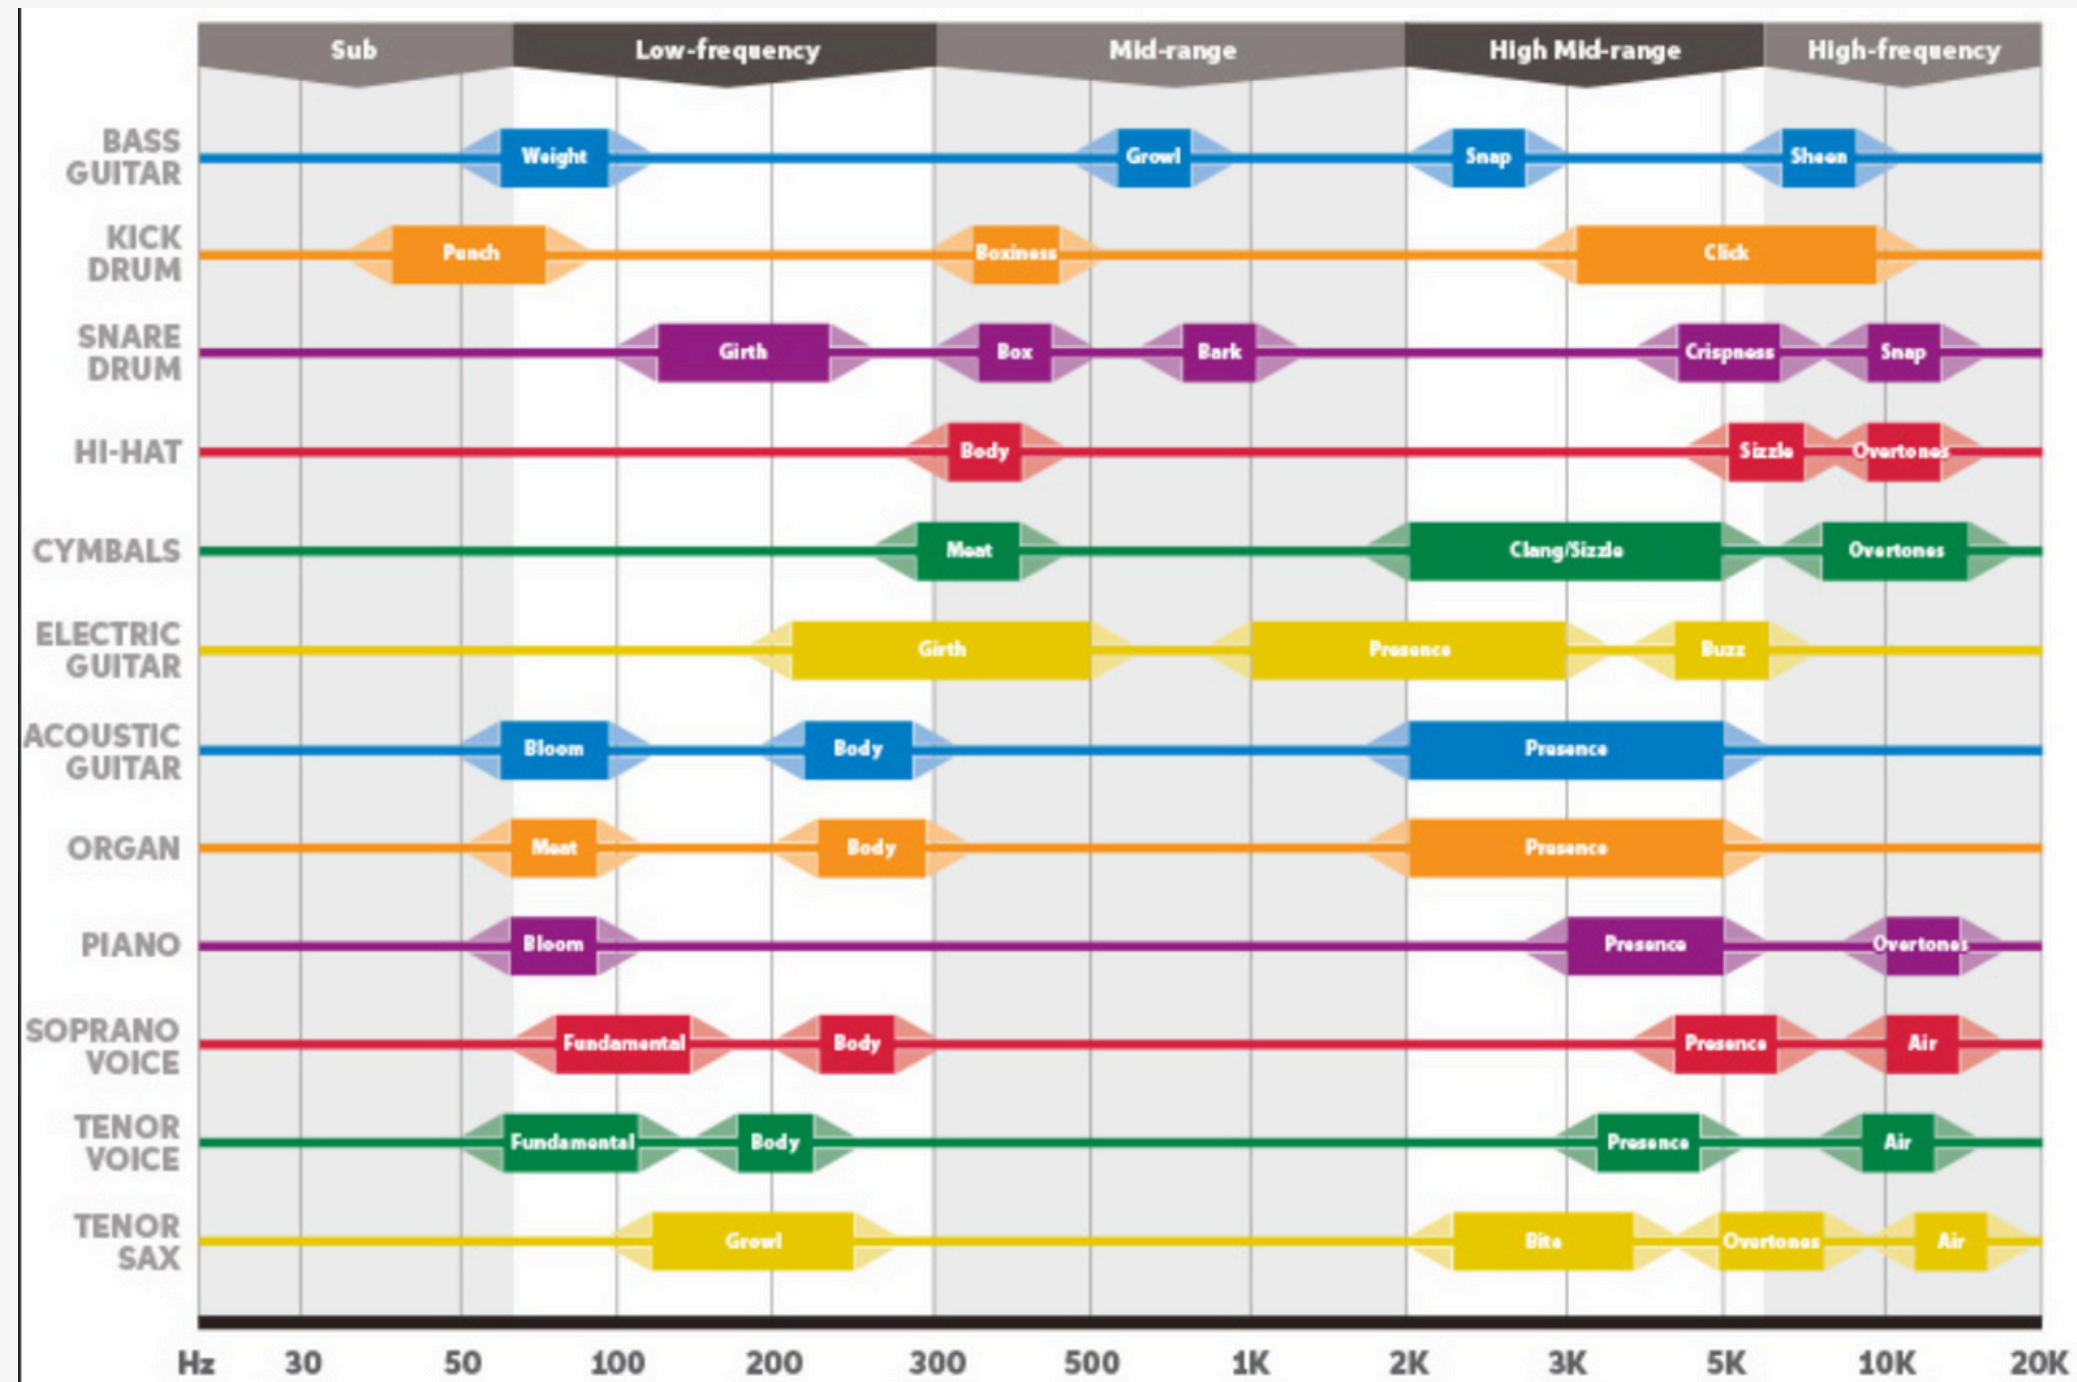 Sub Low-frequency Mid-range High Mid-range High-frequency
BASS
GUITAR
Weight Growl Snap Sheen
KICK
DRUM
Punch Boxiness Click
SNARE
DRUM
Girth Box Bark Crispness Snap
HI-HAT
Body Sizzle Overtones
CYMBALS
Meat Clang/Sizzle Overtones
ELECTRIC
GUITAR
Girth Presence Buzz
ACOUSTIC
GUITAR
Bloom Body Presence
ORGAN
Meat Body Presence
PIANO
Bloom Presence Overtones
SOPRANO
VOICE
Fundamental Body Presence Air
TENOR
VOICE
Fundamental Body Presence Air
TENOR
SAX
Growl Bite Overtones Air
Hz 30 50 100 200 300 500 1K 2K 3K 5K 10K 20K